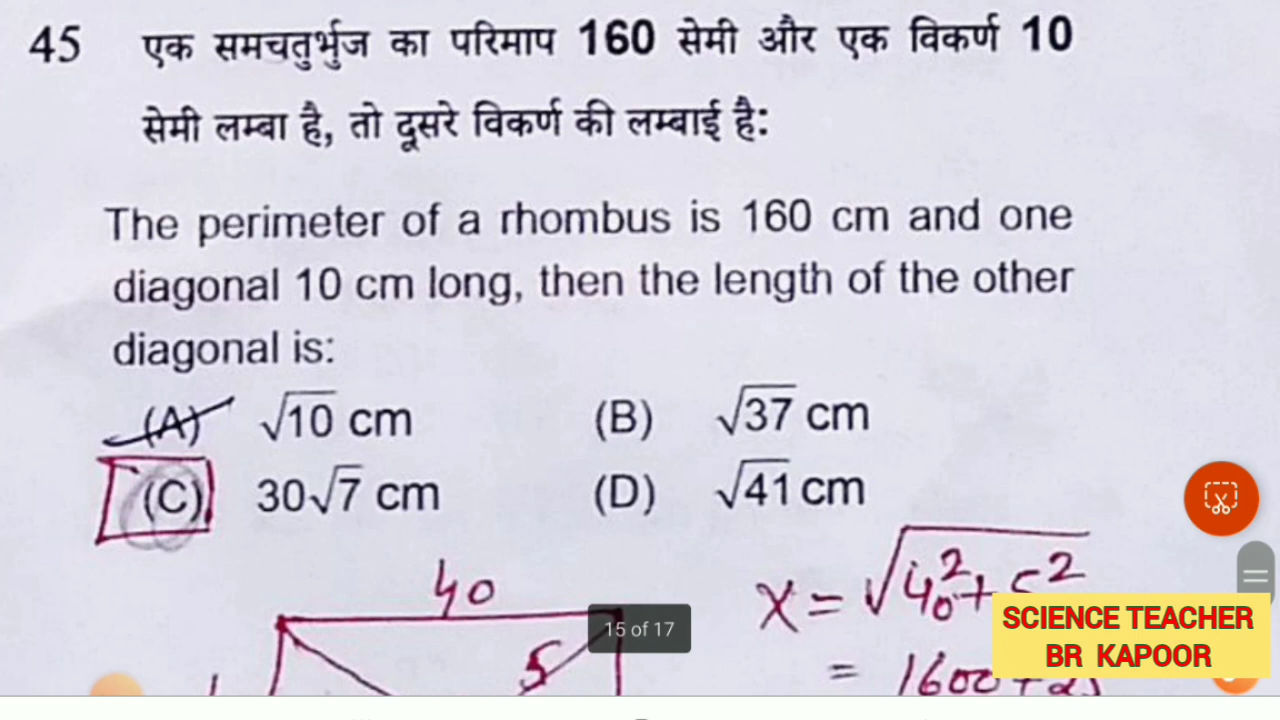 45 एक समचतुर्भुज का परिमाप 160 सेमी और एक विकर्ण 10
सेमी लम्बा है, तो दूसरे विकर्ण की लम्बाई है:
The perimeter of a rhombus is 160 cm and one
diagonal 10 cm long, then the length of the other
diagonal is:
(A) √10 cm (B) √37 cm
(C) 30√7 cm (D) √41 cm
40
x = √40² + 5²
5
15 of 17
= 1600 +
SCIENCE TEACHER
BR KAPOOR